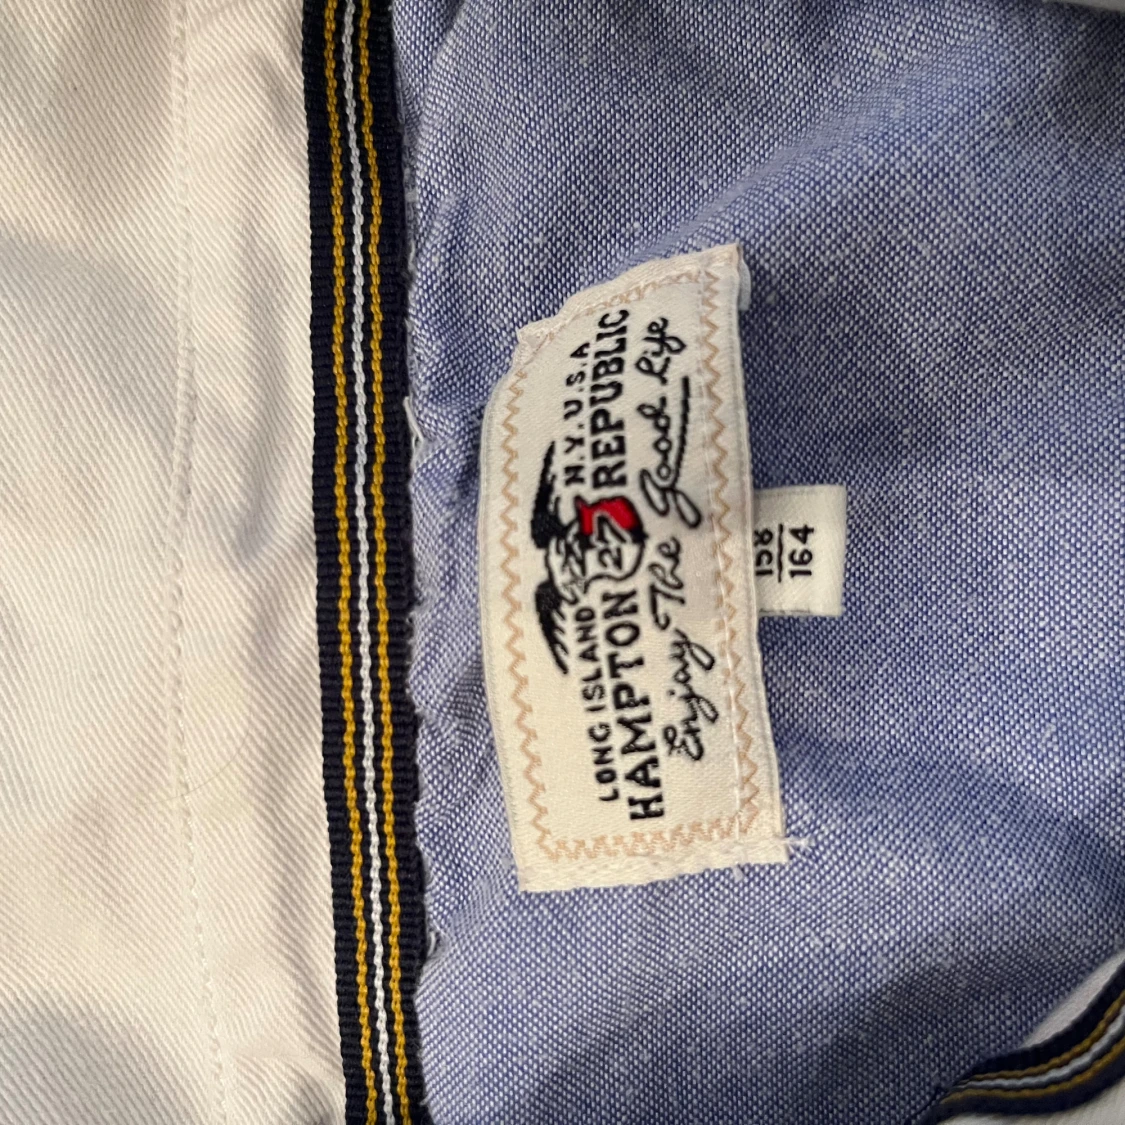 LONG ISLAND N.Y. U.S.A
HAMPTON 27 REPUBLIC
Enjoy The good life
158
164